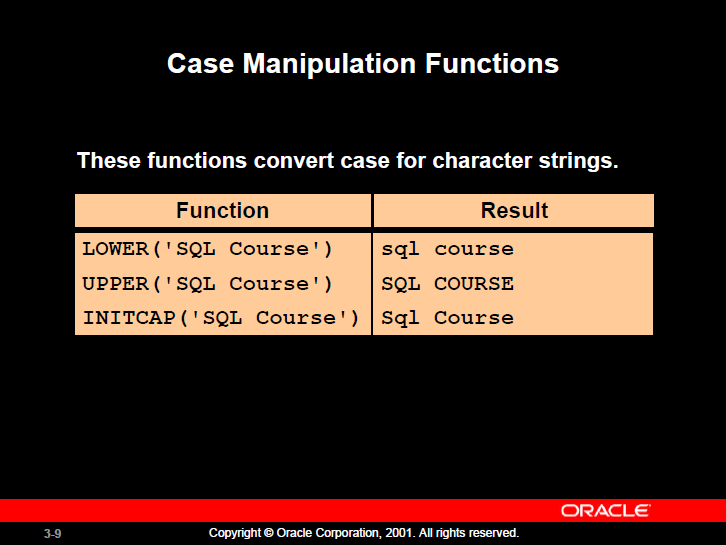 Case Manipulation Functions
These functions convert case for character strings.
Function Result
LOWER('SQL Course') sql course
UPPER('SQL Course') SQL COURSE
INITCAP('SQL Course') Sql Course
ORACLE®
3-9 Copyright © Oracle Corporation, 2001. All rights reserved.